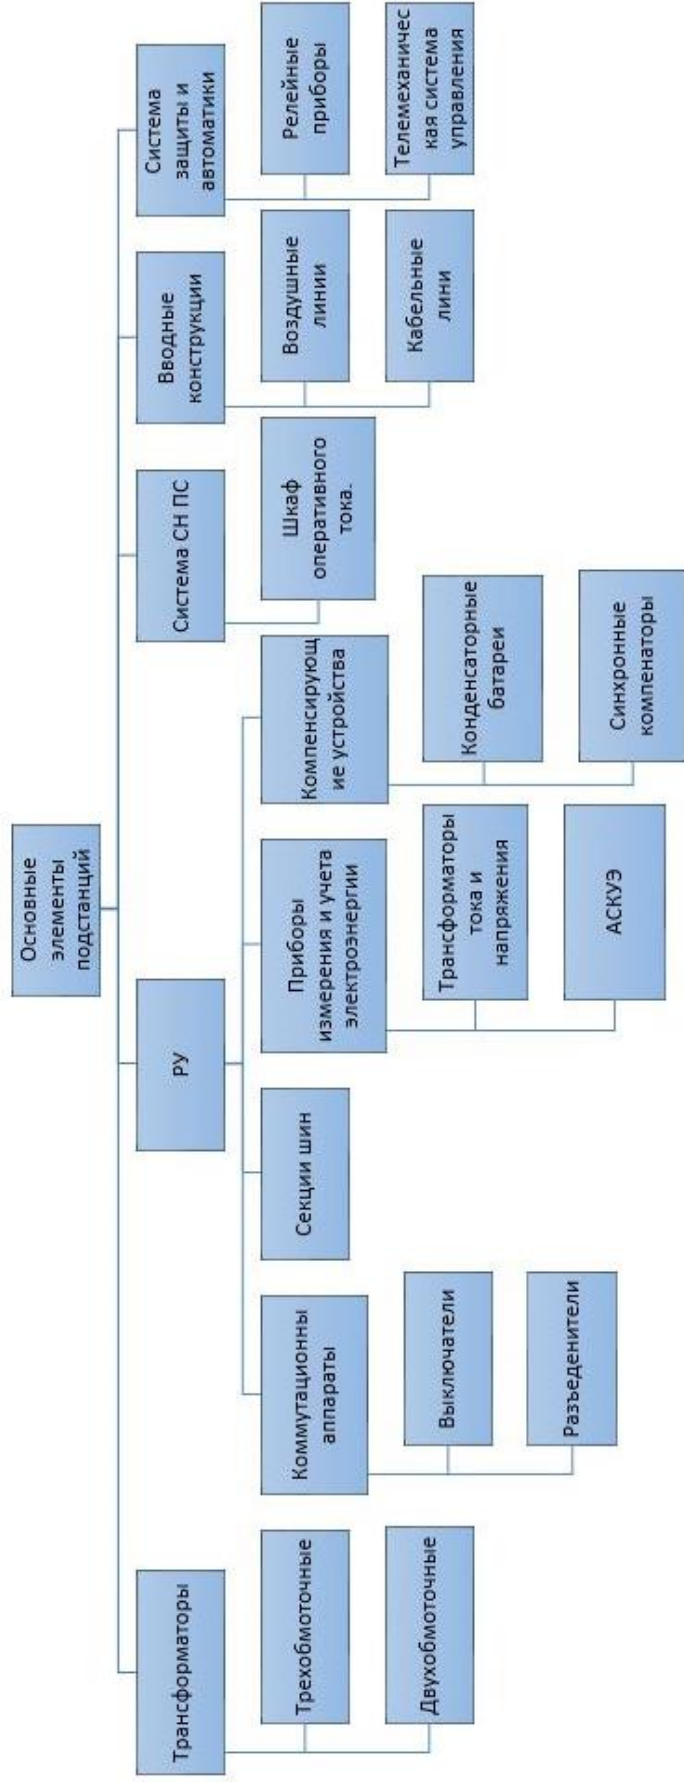 Основные
элементы
подстанций
Трансформаторы
Трехобмоточные
Двухобмоточные
РУ
Коммутационны
аппараты
Выключатели
Разъеденители
Секции шин
Приборы
измерения и учета
электроэнергии
Трансформаторы
тока и
напряжения
АСКУЭ
Компенсирующ
ие устройства
Конденсаторные
батареи
Синхронные
компенаторы
Система СН ПС
Шкаф
оперативного
тока.
Вводные
конструкции
Воздушные
линии
Кабельные
лини
Система
защиты и
автоматики
Релейные
приборы
Телемеханичес
кая система
управления